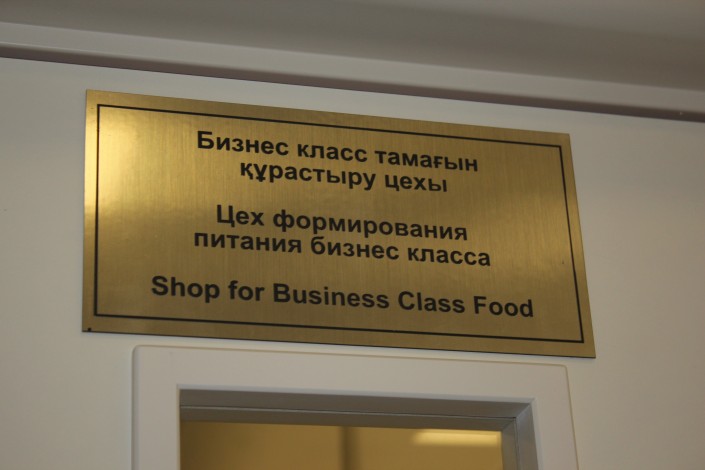 Бизнес класс тамағын
құрастыру цехы
Цех формирования
питания бизнес класса
Shop for Business Class Food